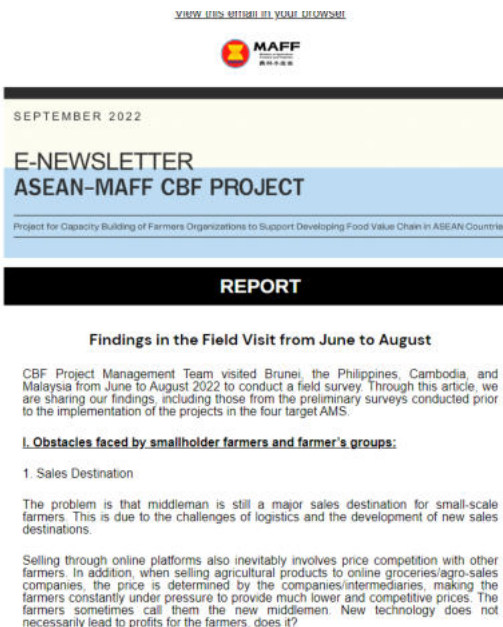 View this email in your browser
MAFF
SEPTEMBER 2022
E-NEWSLETTER
ASEAN-MAFF CBF PROJECT
Project for Capacity Building of Farmers Organizations to Support Developing Food Value Chain in ASEAN Countrie
REPORT
Findings in the Field Visit from June to August
CBF Project Management Team visited Brunei, the Philippines, Cambodia, and
Malaysia from June to August 2022 to conduct a field survey. Through this article, we
are sharing our findings, including those from the preliminary surveys conducted prior
to the implementation of the projects in the four target AMS.
I. Obstacles faced by smallholder farmers and farmer's groups:
1. Sales Destination
The problem is that middleman is still a major sales destination for small-scale
farmers. This is due to the challenges of logistics and the development of new sales
destinations.
Selling through online platforms also inevitably involves price competition with other
farmers. In addition, when selling agricultural products to online groceries/agro-sales
companies, the price is determined by the companies/intermediaries, making the
farmers constantly under pressure to provide much lower and competitive prices. The
farmers sometimes call them the new middlemen. New technology does not
necessarily lead to profits for the farmers, does it?